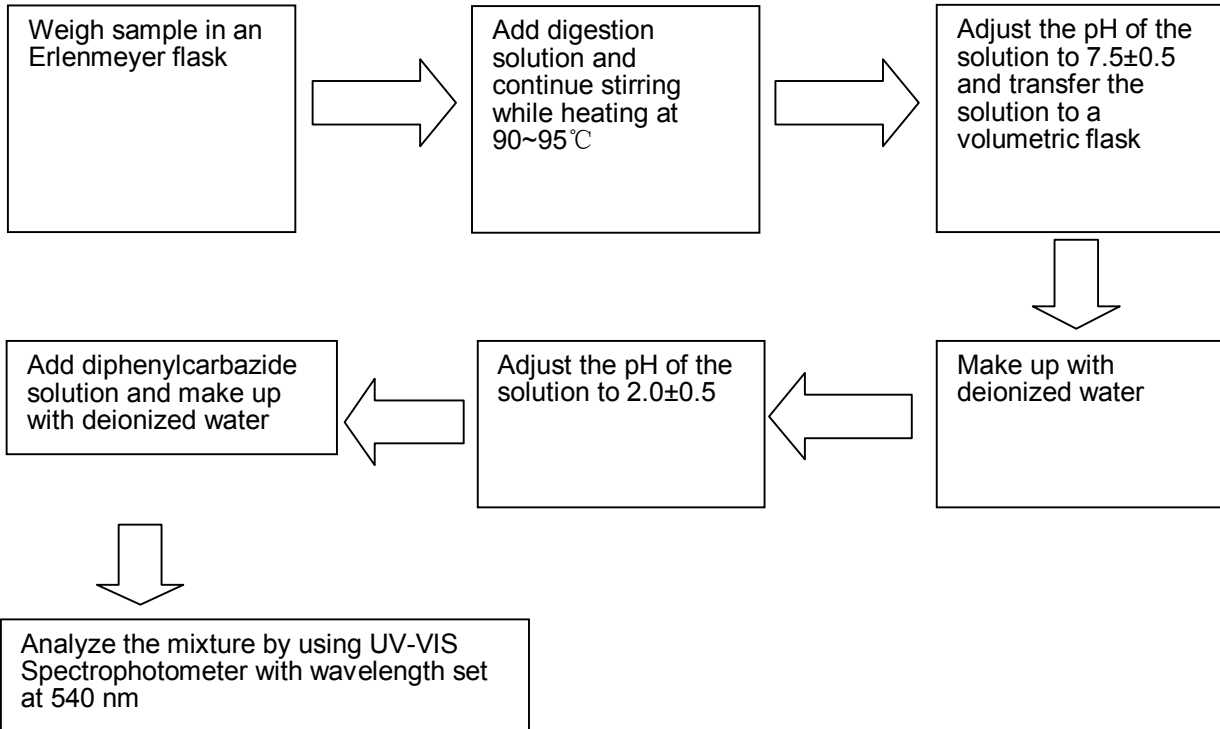 Weigh sample in an
Erlenmeyer flask
Add digestion
solution and
continue stirring
while heating at
90~95℃
Adjust the pH of the
solution to 7.5±0.5
and transfer the
solution to a
volumetric flask
Make up with
deionized water
Adjust the pH of the
solution to 2.0±0.5
Add diphenylcarbazide
solution and make up
with deionized water
Analyze the mixture by using UV-VIS
Spectrophotometer with wavelength set
at 540 nm